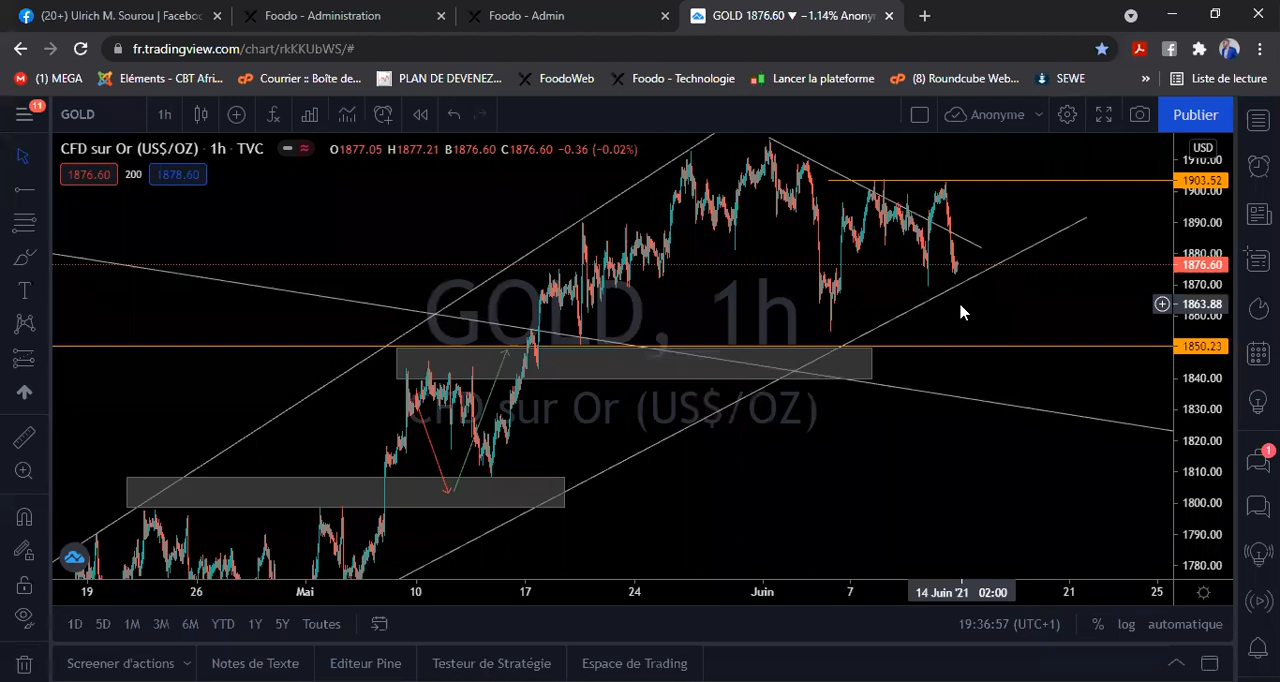 (20+) Ulrich M. Sourou | Faceboo
Foodo - Administration
Foodo - Admin
GOLD 1876.60 ▼ −1.14% Anony
fr.tradingview.com/chart/rkKKUbWS/#
(1) MEGA
Eléments - CBT Afri...
Courrier :: Boîte de...
PLAN DE DEVENEZ...
FoodoWeb
Foodo - Technologie
Lancer la plateforme
(8) Roundcube Web...
SEWE
»
Liste de lecture
11
GOLD
1h
Anonyme
Publier
CFD sur Or (US$/OZ) · 1h · TVC
O1877.05 H1877.21 B1876.60 C1876.60 −0.36 (−0.02%)
1876.60
200
1878.60
GOLD, 1h
CFD sur Or (US$/OZ)
USD
1910.00
1903.52
1900.00
1890.00
1880.00
1876.60
1870.00
1863.88
1860.00
1850.23
1840.00
1830.00
1820.00
1810.00
1800.00
1790.00
1780.00
1
19
26
Mai
10
17
24
Juin
7
14 Juin '21 02:00
21
25
1D
5D
1M
3M
6M
YTD
1Y
5Y
Toutes
19:36:57 (UTC+1)
%
log
automatique
Screener d'actions
Notes de Texte
Editeur Pine
Testeur de Stratégie
Espace de Trading